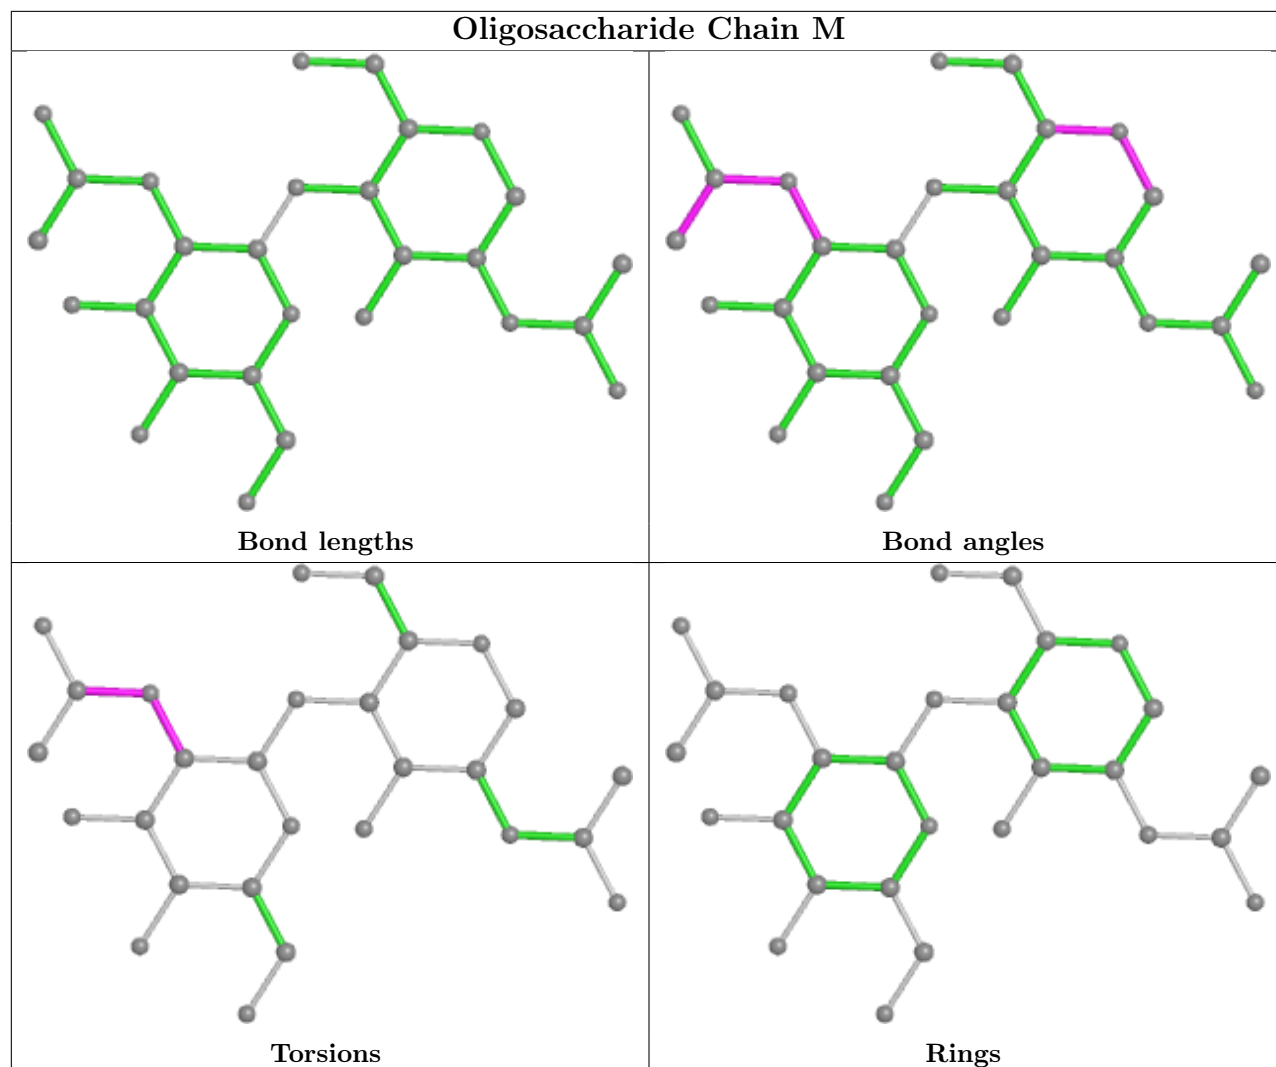 Oligosaccharide Chain M
Bond lengths
Bond angles
Torsions
Rings